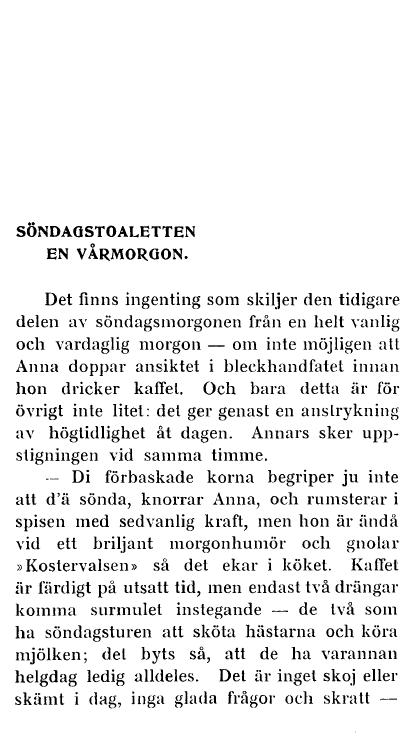 SÖNDAGSTOALETTEN
EN VÅRMORGON.
Det finns ingenting som skiljer den tidigare
delen av söndagsmorgonen från en helt vanlig
och vardaglig morgon — om inte möjligen att
Anna doppar ansiktet i bleckhandfatet innan
hon dricker kaffet. Och bara detta är för
övrigt inte litet: det ger genast en anstrykning
av högtidlighet åt dagen. Annars sker upp-
stigningen vid samma timme.
— Di förbaskade korna begriper ju inte
att d'ä sönda, knorrar Anna, och rumsterar i
spisen med sedvanlig kraft, men hon är ändå
vid ett briljant morgonhumör och gnolar
»Kostervalsen» så det ekar i köket. Kaffet
är färdigt på utsatt tid, men endast två drängar
komma surmulet instegande — de två som
ha söndagsturen att sköta hästarna och köra
mjölken; det byts så, att de ha varannan
helgdag ledig alldeles. Det är inget skoj eller
skämt i dag, inga glada frågor och skratt —